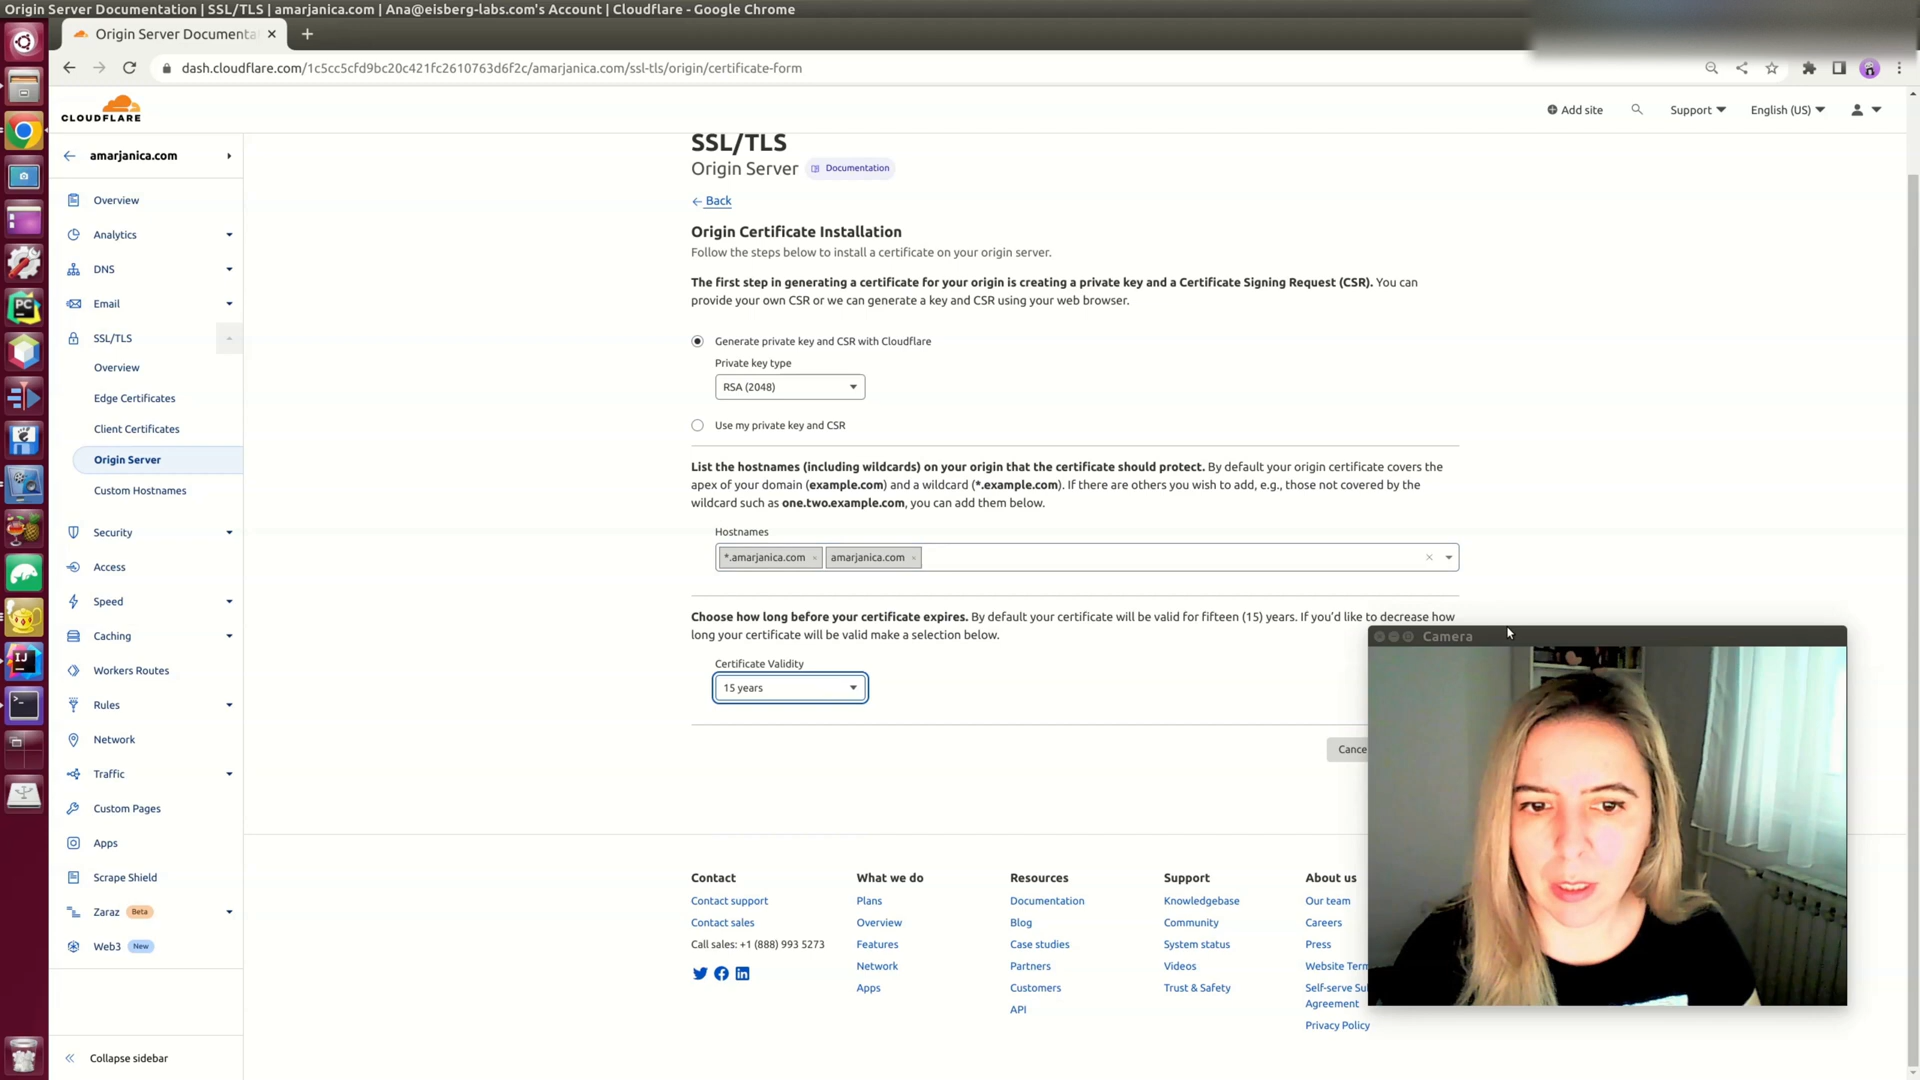 Origin Server Documentation | SSL/TLS | amarjanica.com | Ana@eisberg-labs.com's Account | Cloudflare - Google Chrome
Origin Server Documenta
dash.cloudflare.com/1c5cc5cfd9bc20c421fc2610763d6f2c/amarjanica.com/ssl-tls/origin/certificate-form
CLOUDFLARE
Add site
Support
English (US)
amarjanica.com
Overview
Analytics
DNS
Email
SSL/TLS
Overview
Edge Certificates
Client Certificates
Origin Server
Custom Hostnames
Security
Access
Speed
Caching
Workers Routes
Rules
Network
Traffic
Custom Pages
Apps
Scrape Shield
Zaraz Beta
Web3 New
Collapse sidebar
SSL/TLS
Origin Server Documentation
Back
Origin Certificate Installation
Follow the steps below to install a certificate on your origin server.
The first step in generating a certificate for your origin is creating a private key and a Certificate Signing Request (CSR). You can
provide your own CSR or we can generate a key and CSR using your web browser.
Generate private key and CSR with Cloudflare
Private key type
RSA (2048)
Use my private key and CSR
List the hostnames (including wildcards) on your origin that the certificate should protect. By default your origin certificate covers the
apex of your domain (example.com) and a wildcard (*.example.com). If there are others you wish to add, e.g., those not covered by the
wildcard such as one.two.example.com, you can add them below.
Hostnames
*.amarjanica.com amarjanica.com
Choose how long before your certificate expires. By default your certificate will be valid for fifteen (15) years. If you'd like to decrease how
long your certificate will be valid make a selection below.
Certificate Validity
15 years
Cance
Camera
Contact
Contact support
Contact sales
Call sales: +1 (888) 993 5273
What we do
Plans
Overview
Features
Network
Apps
Resources
Documentation
Blog
Case studies
Partners
Customers
API
Support
Knowledgebase
Community
System status
Videos
Trust & Safety
About us
Our team
Careers
Press
Website Term
Self-serve Su
Agreement
Privacy Policy
PC
IJ